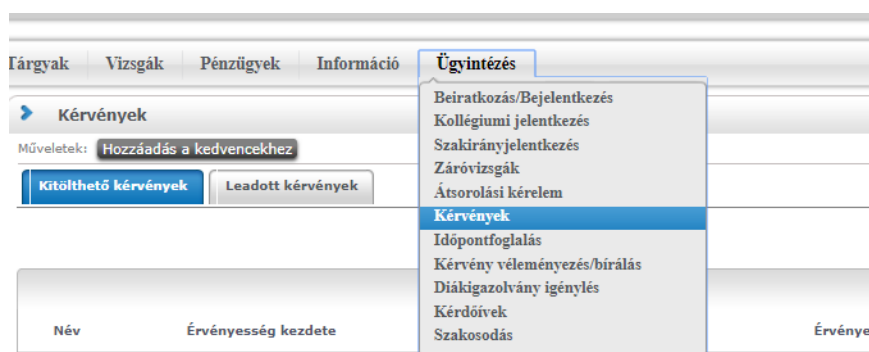 Tárgyak Vizsgák Pénzügyek Információ Ügyintézés
Beiratkozás/Bejelentkezés
Kollégiumi jelentkezés
Szakirányjelentkezés
Záróvizsgák
Átsorolási kérelem
Kérvények
Időpontfoglalás
Kérvény véleményezés/bírálás
Diákigazolvány igénylés
Kérdőívek
Szakosodás
Kérvények
Műveletek: Hozzáadás a kedvencekhez
Kitölthető kérvények Leadott kérvények
Név Érvényesség kezdete Érvénye